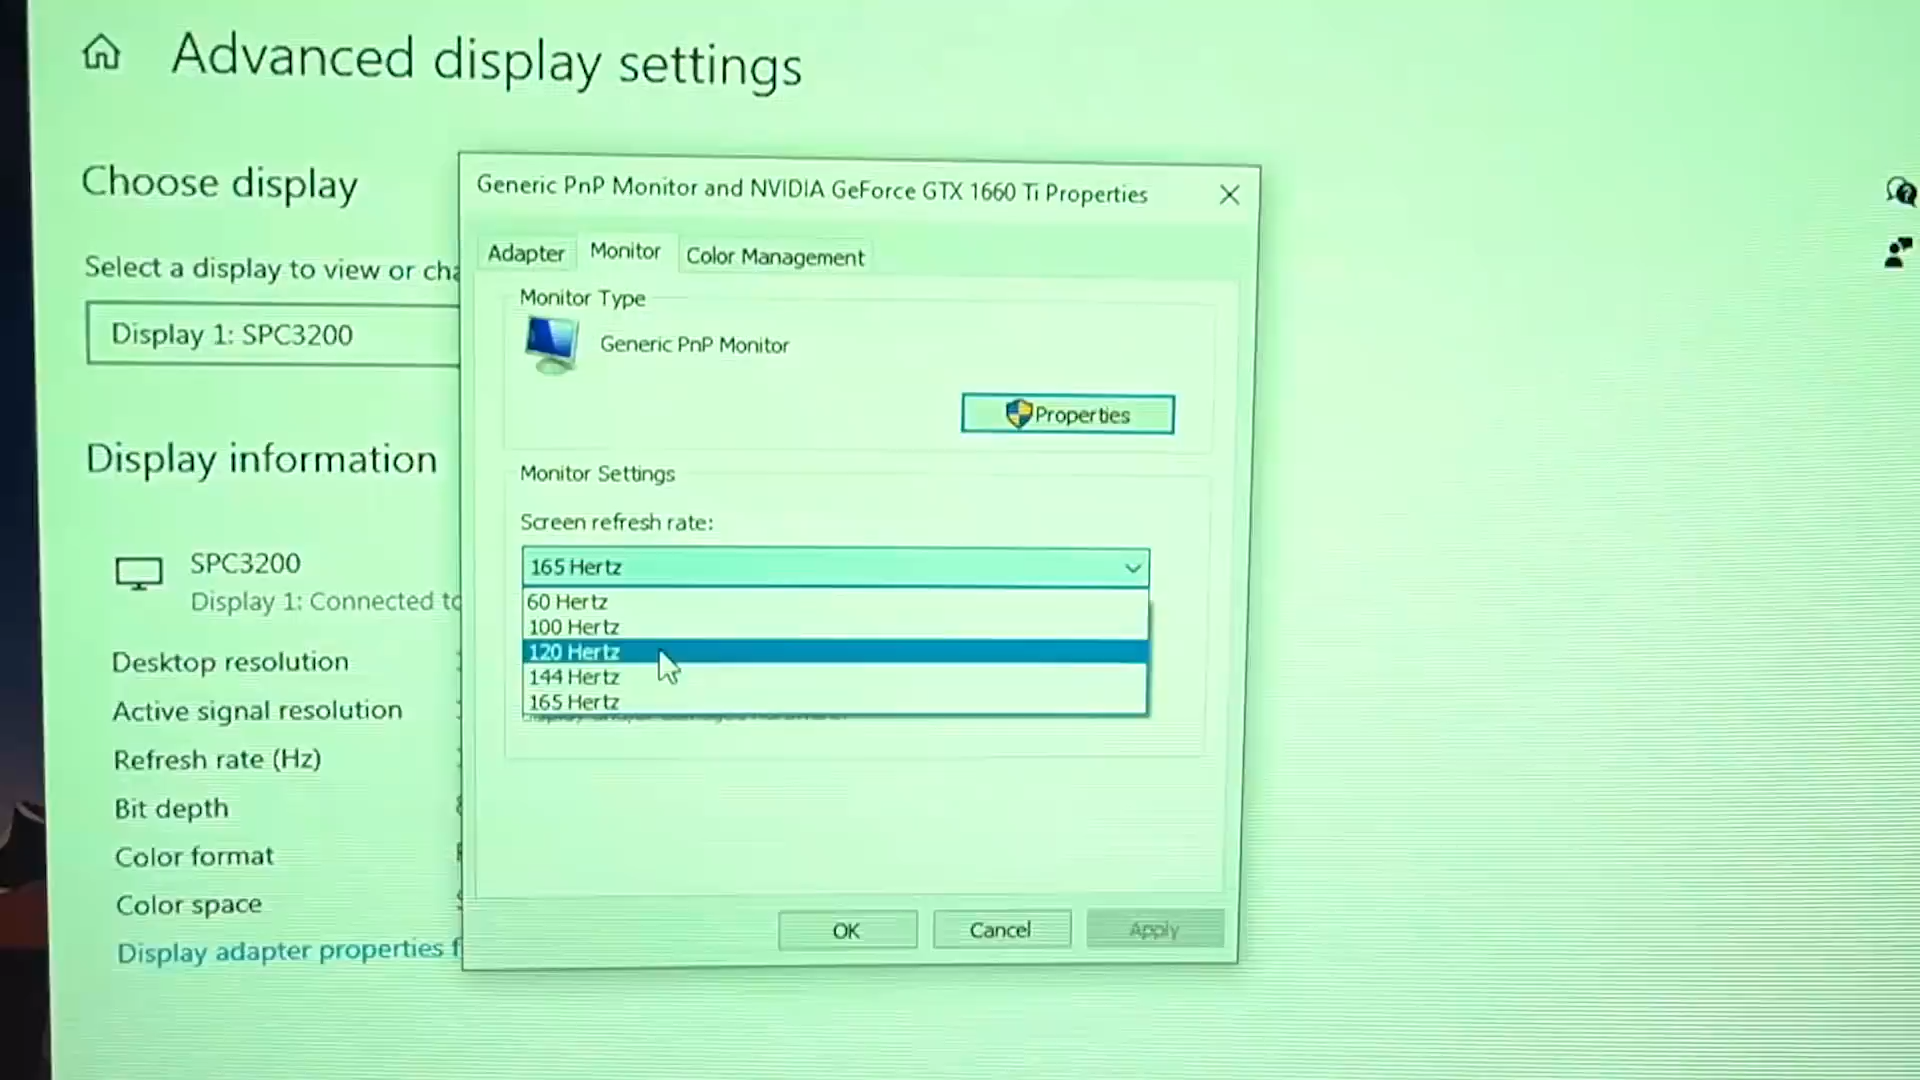 Advanced display settings
Choose display
Select a display to view or cha
Display 1: SPC3200
Display information
SPC3200
Display 1: Connected to
Desktop resolution
Active signal resolution
Refresh rate (Hz)
Bit depth
Color format
Color space
Display adapter properties f
Generic PnP Monitor and NVIDIA GeForce GTX 1660 Ti Properties
Adapter Monitor Color Management
Monitor Type
Generic PnP Monitor
Properties
Monitor Settings
Screen refresh rate:
165 Hertz
60 Hertz
100 Hertz
120 Hertz
144 Hertz
165 Hertz
OK Cancel Apply